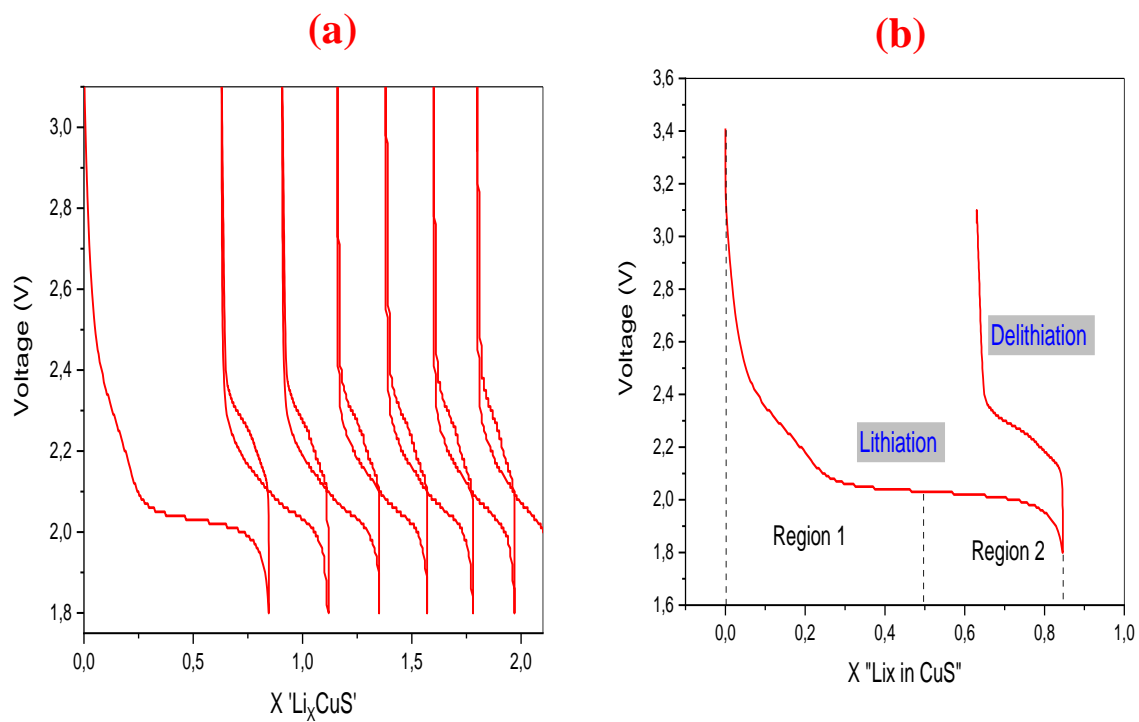 (a)
3,0
2,8
2,6
2,4
2,2
2,0
1,8
Voltage (V)
0,0 0,5 1,0 1,5 2,0
X 'LiXCuS'
(b)
3,6
3,4
3,2
3,0
2,8
2,6
2,4
2,2
2,0
1,8
1,6
Voltage (V)
Delithiation
Lithiation
Region 1
Region 2
0,0 0,2 0,4 0,6 0,8 1,0
X "Lix in CuS"